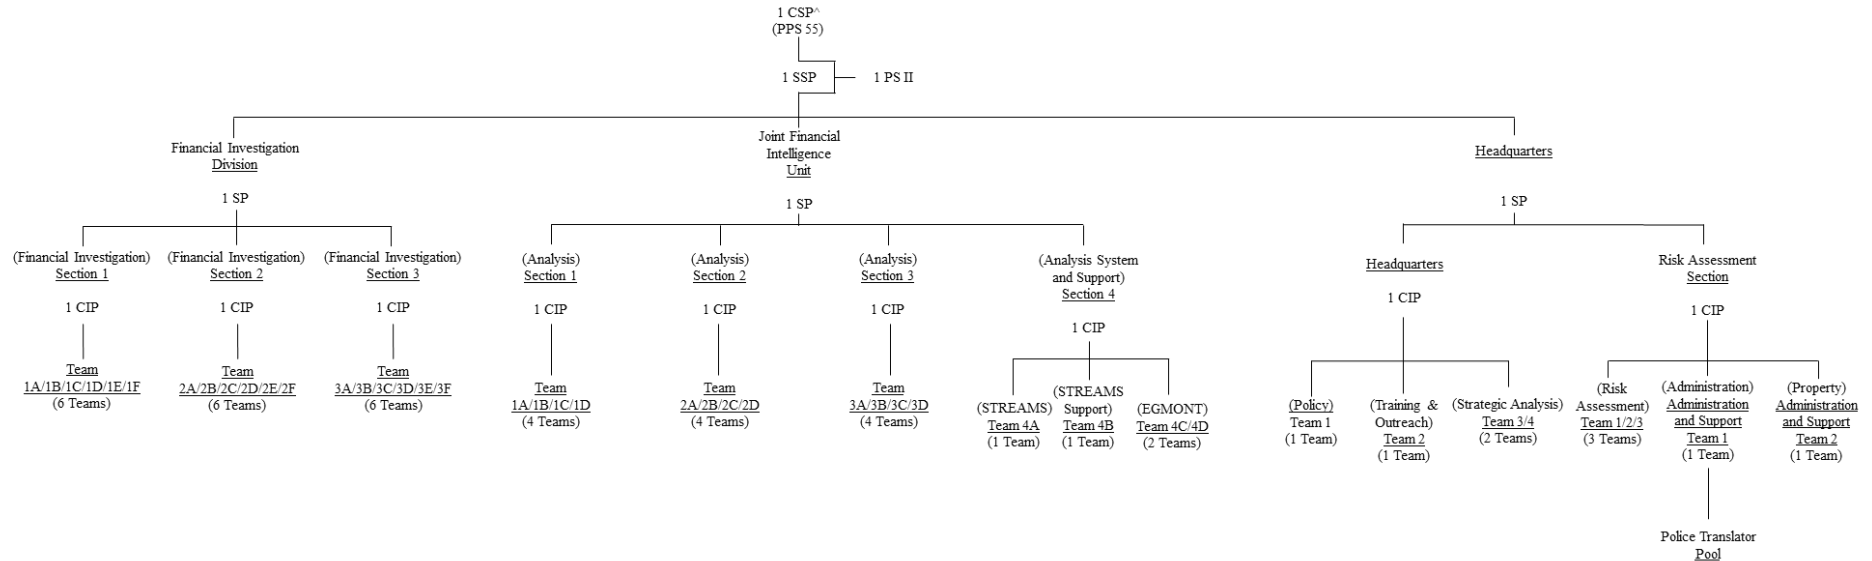 1 CSP^
(PPS 55)
1 SSP
1 PS II
Financial Investigation
Division
1 SP
(Financial Investigation)
Section 1
1 CIP
Team
1A/1B/1C/1D/1E/1F
(6 Teams)
(Financial Investigation)
Section 2
1 CIP
Team
2A/2B/2C/2D/2E/2F
(6 Teams)
(Financial Investigation)
Section 3
1 CIP
Team
3A/3B/3C/3D/3E/3F
(6 Teams)
Joint Financial
Intelligence
Unit
1 SP
(Analysis)
Section 1
1 CIP
Team
1A/1B/1C/1D
(4 Teams)
(Analysis)
Section 2
1 CIP
Team
2A/2B/2C/2D
(4 Teams)
(Analysis)
Section 3
1 CIP
Team
3A/3B/3C/3D
(4 Teams)
(Analysis System
and Support)
Section 4
1 CIP
(STREAMS)
Team 4A
(1 Team)
(STREAMS
Support)
Team 4B
(1 Team)
(EGMONT)
Team 4C/4D
(2 Teams)
Headquarters
1 SP
Headquarters
1 CIP
(Policy)
Team 1
(1 Team)
(Training &
Outreach)
Team 2
(1 Team)
(Strategic Analysis)
Team 3/4
(2 Teams)
Risk Assessment
Section
1 CIP
(Risk
Assessment)
Team 1/2/3
(3 Teams)
(Administration)
Administration
and Support
Team 1
(1 Team)
Police Translator
Pool
(Property)
Administration
and Support
Team 2
(1 Team)